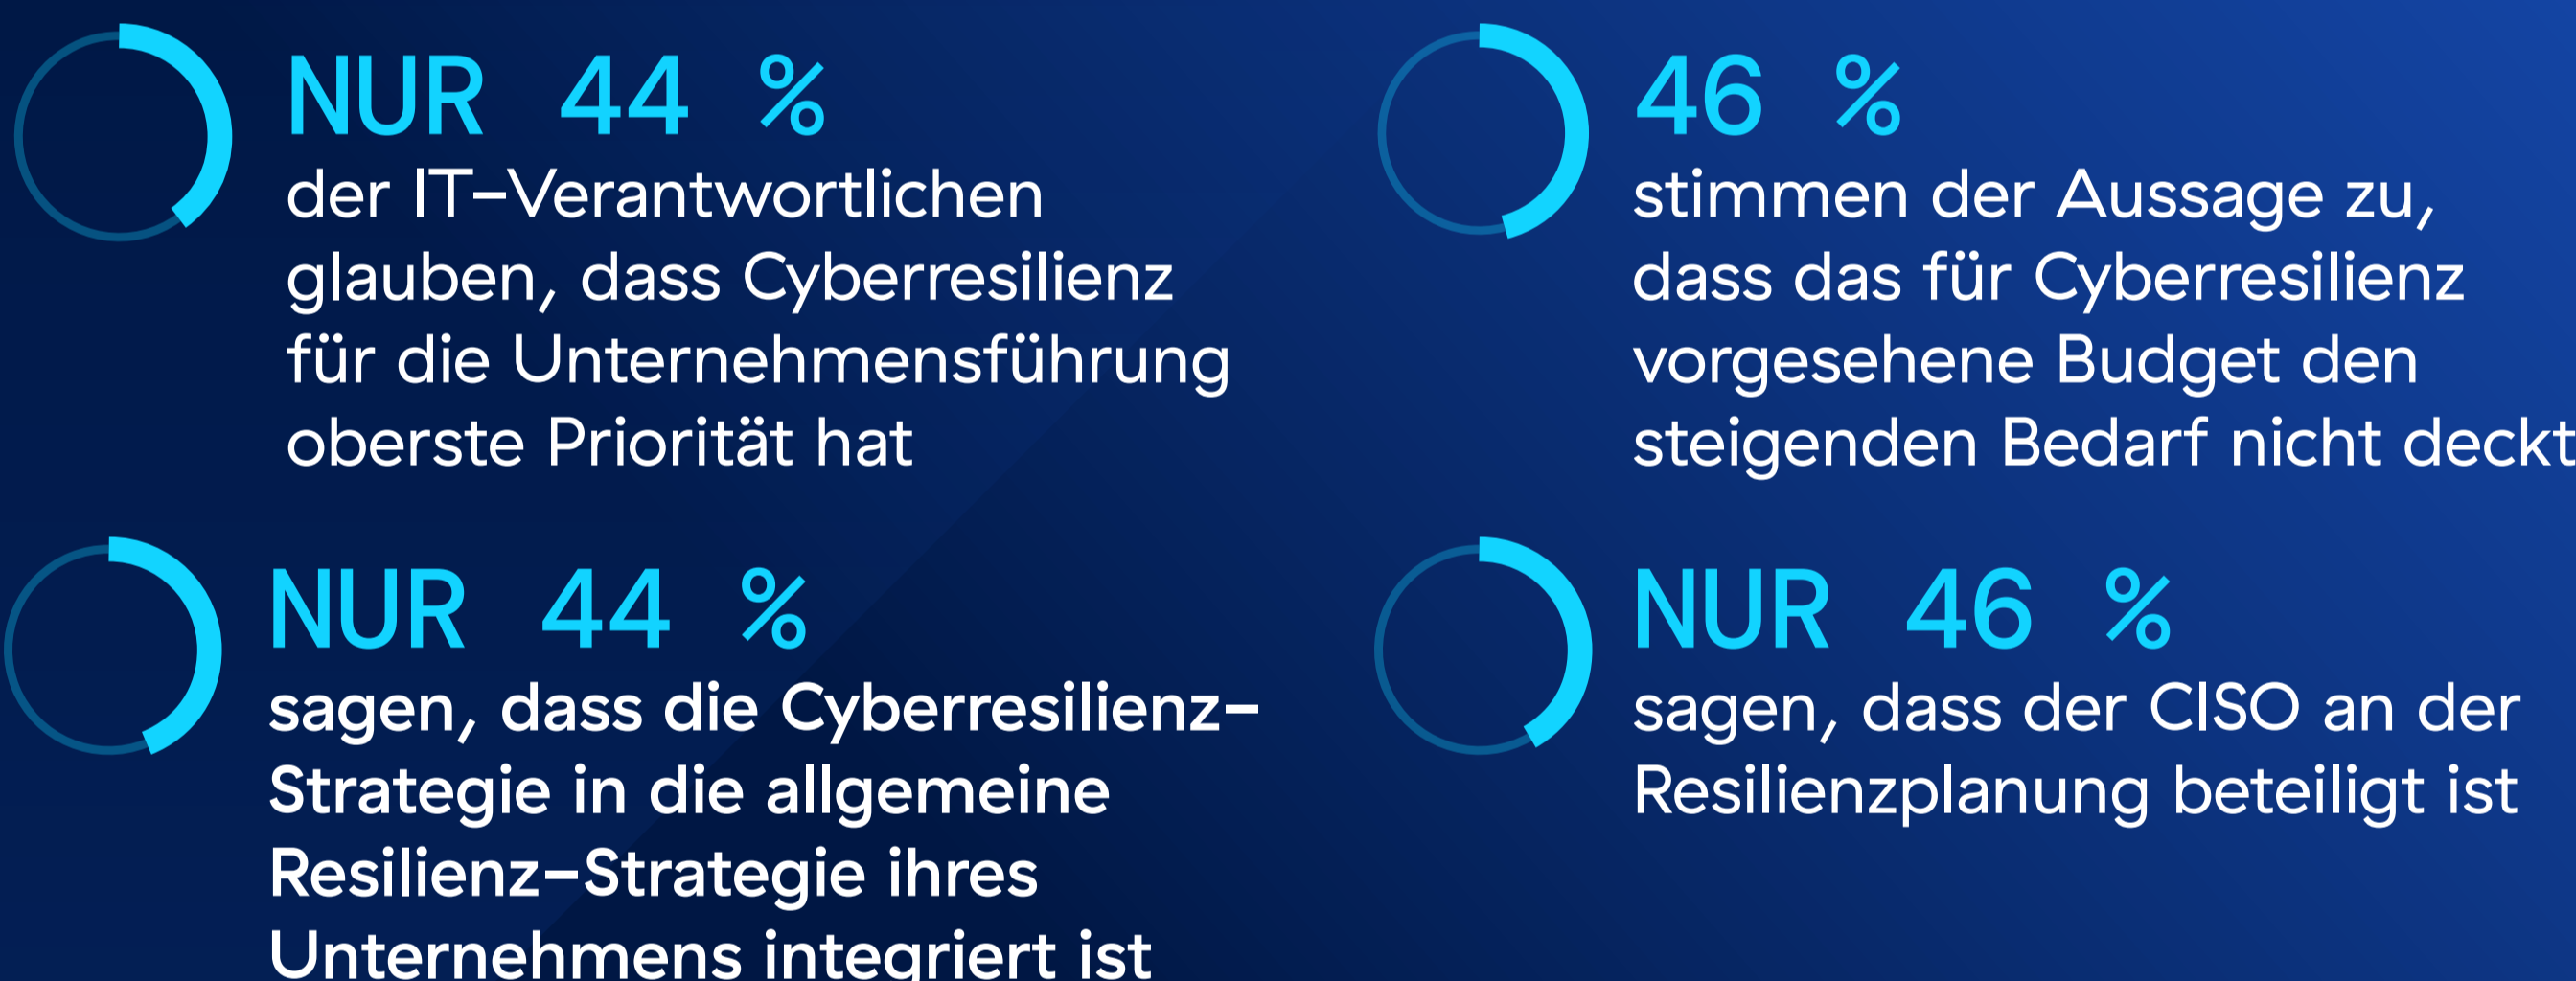 NUR 44 %
der IT-Verantwortlichen
glauben, dass Cyberresilienz
für die Unternehmensführung
oberste Priorität hat
46 %
stimmen der Aussage zu,
dass das für Cyberresilienz
vorgesehene Budget den
steigenden Bedarf nicht deckt
NUR 44 %
sagen, dass die Cyberresilienz-
Strategie in die allgemeine
Resilienz-Strategie ihres
Unternehmens integriert ist
NUR 46 %
sagen, dass der CISO an der
Resilienzplanung beteiligt ist